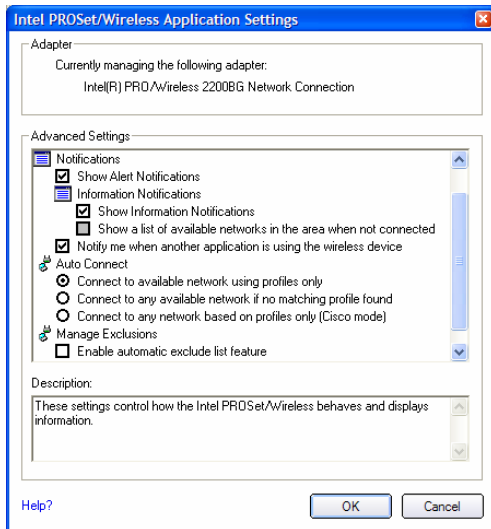 Intel PROSet/Wireless Application Settings
Adapter
Currently managing the following adapter:
Intel(R) PRO/Wireless 2200BG Network Connection
Advanced Settings
Notifications
Show Alert Notifications
Information Notifications
Show Information Notifications
Show a list of available networks in the area when not connected
Notify me when another application is using the wireless device
Auto Connect
Connect to available network using profiles only
Connect to any available network if no matching profile found
Connect to any network based on profiles only (Cisco mode)
Manage Exclusions
Enable automatic exclude list feature
Description:
These settings control how the Intel PROSet/Wireless behaves and displays
information.
Help?
OK
Cancel